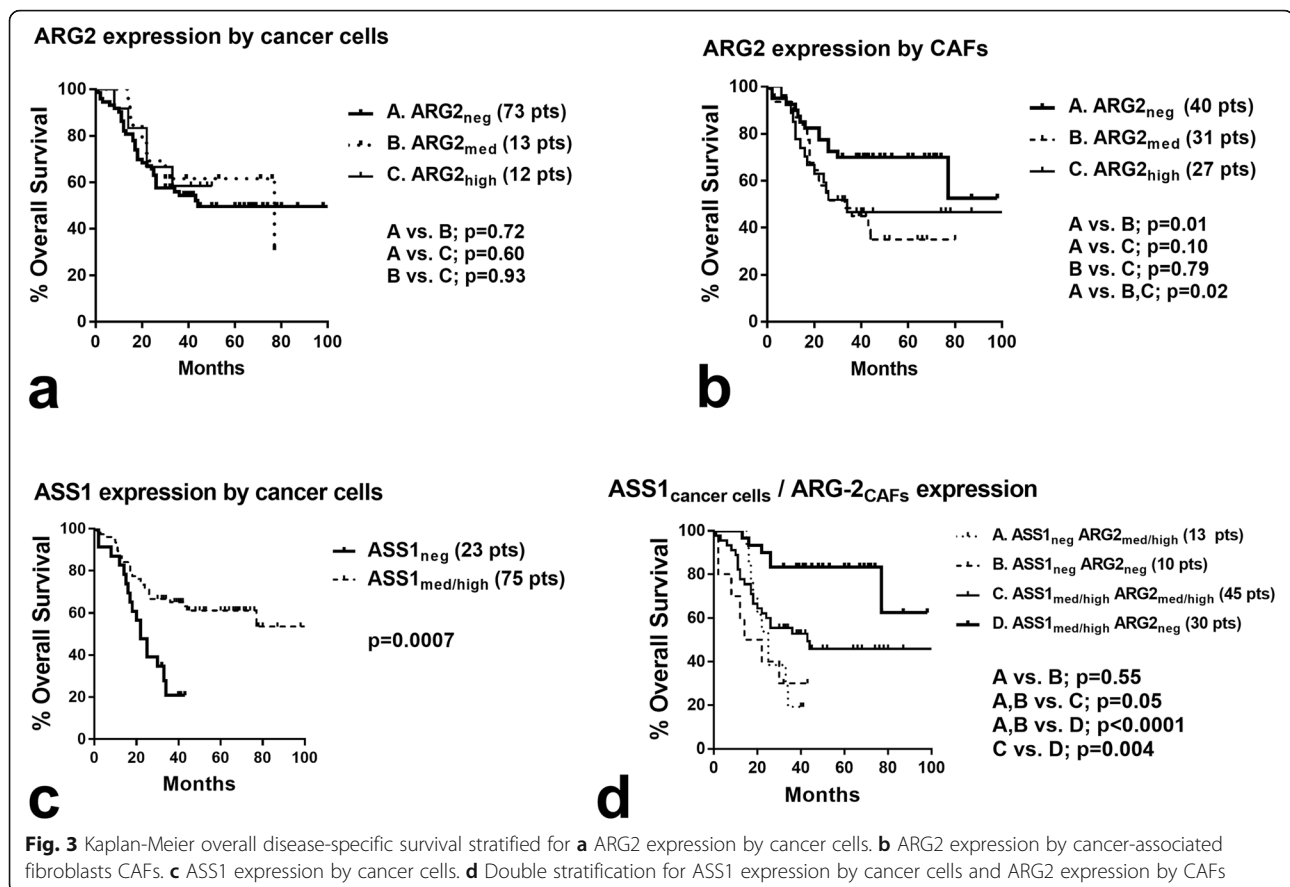 ARG2 expression by cancer cells
% Overall Survival
100
80
60
40
20
0
0 20 40 60 80 100
Months
A. ARG2neg (73 pts)
B. ARG2med (13 pts)
C. ARG2high (12 pts)
A vs. B; p=0.72
A vs. C; p=0.60
B vs. C; p=0.93
a
ARG2 expression by CAFs
% Overall Survival
100
80
60
40
20
0
0 20 40 60 80 100
Months
A. ARG2neg (40 pts)
B. ARG2med (31 pts)
C. ARG2high (27 pts)
A vs. B; p=0.01
A vs. C; p=0.10
B vs. C; p=0.79
A vs. B,C; p=0.02
b
ASS1 expression by cancer cells
% Overall Survival
100
80
60
40
20
0 20 40 60 80 100
Months
ASS1neg (23 pts)
ASS1med/high (75 pts)
p=0.0007
c
ASS1cancer cells / ARG-2CAFs expression
% Overall Survival
100
80
60
40
20
0
0 20 40 60 80 100
Months
A. ASS1neg ARG2med/high (13 pts)
B. ASS1neg ARG2neg (10 pts)
C. ASS1med/high ARG2med/high (45 pts)
D. ASS1med/high ARG2neg (30 pts)
A vs. B; p=0.55
A,B vs. C; p=0.05
A,B vs. D; p<0.0001
C vs. D; p=0.004
d
Fig. 3 Kaplan-Meier overall disease-specific survival stratified for a ARG2 expression by cancer cells. b ARG2 expression by cancer-associated
fibroblasts CAFs. c ASS1 expression by cancer cells. d Double stratification for ASS1 expression by cancer cells and ARG2 expression by CAFs